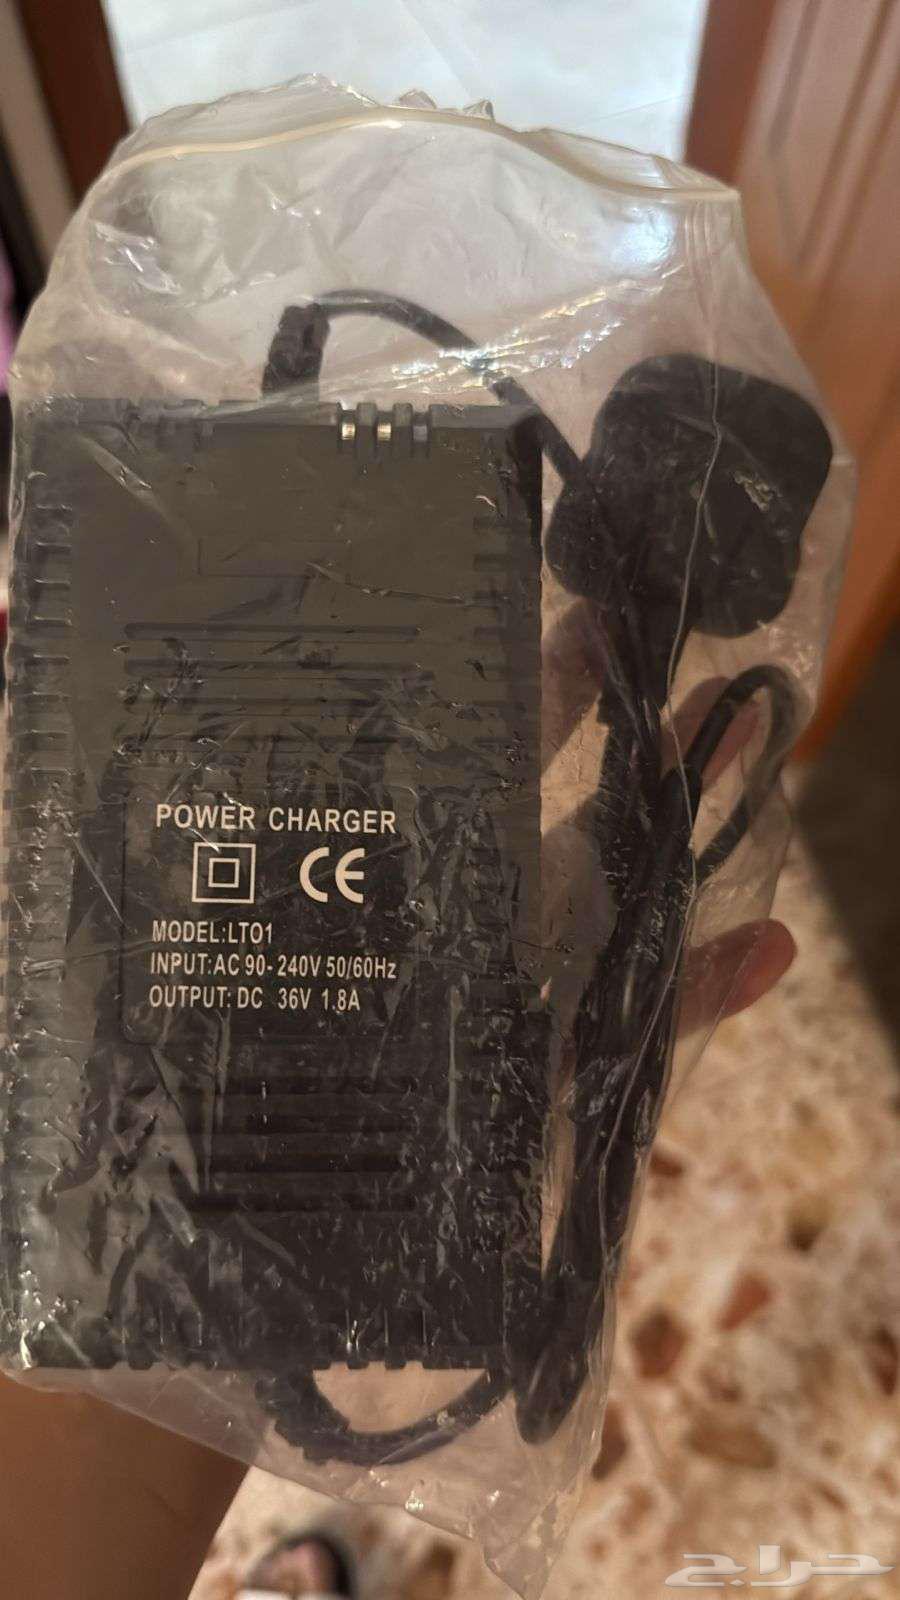 POWER CHARGER
CE
MODEL:LT01
INPUT:AC 90-240V 50/60Hz
OUTPUT: DC 36V 1.8A
حراج